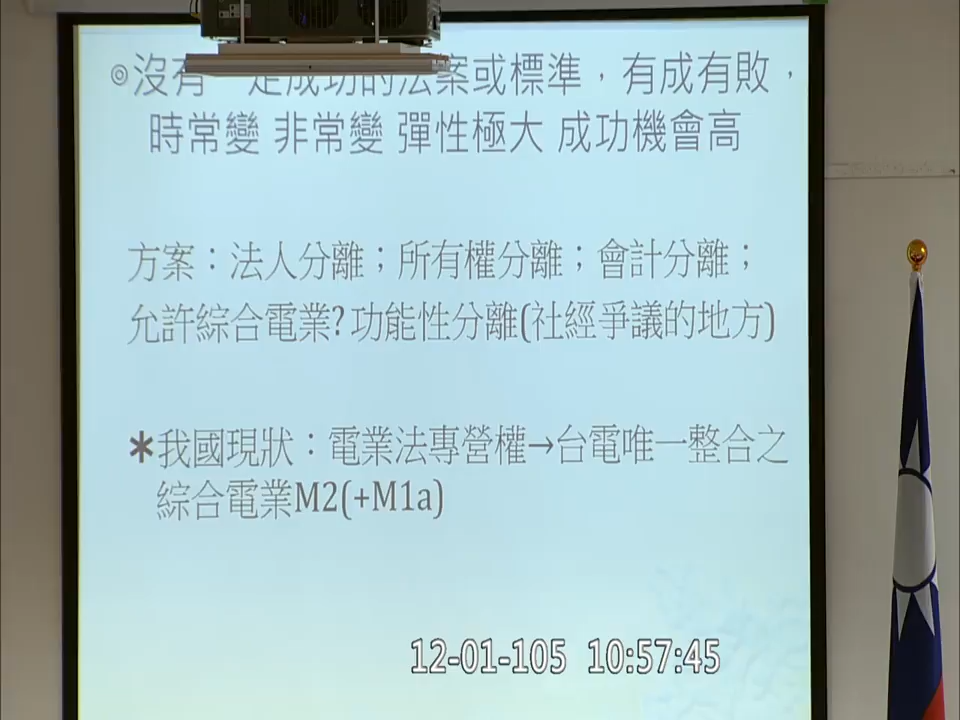 ◎沒有一定成功的法案或標準，有成有敗，
時常變 非常變 彈性極大 成功機會高
方案：法人分離；所有權分離；會計分離；
允許綜合電業?功能性分離(社經爭議的地方)
*我國現狀：電業法專營權→台電唯一整合之
綜合電業M2(+M1a)
12-01-105 10:57:45